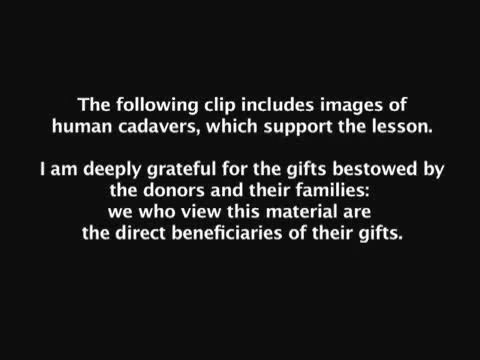 The following clip includes images of
human cadavers, which support the lesson.
I am deeply grateful for the gifts bestowed by
the donors and their families:
we who view this material are
the direct beneficiaries of their gifts.